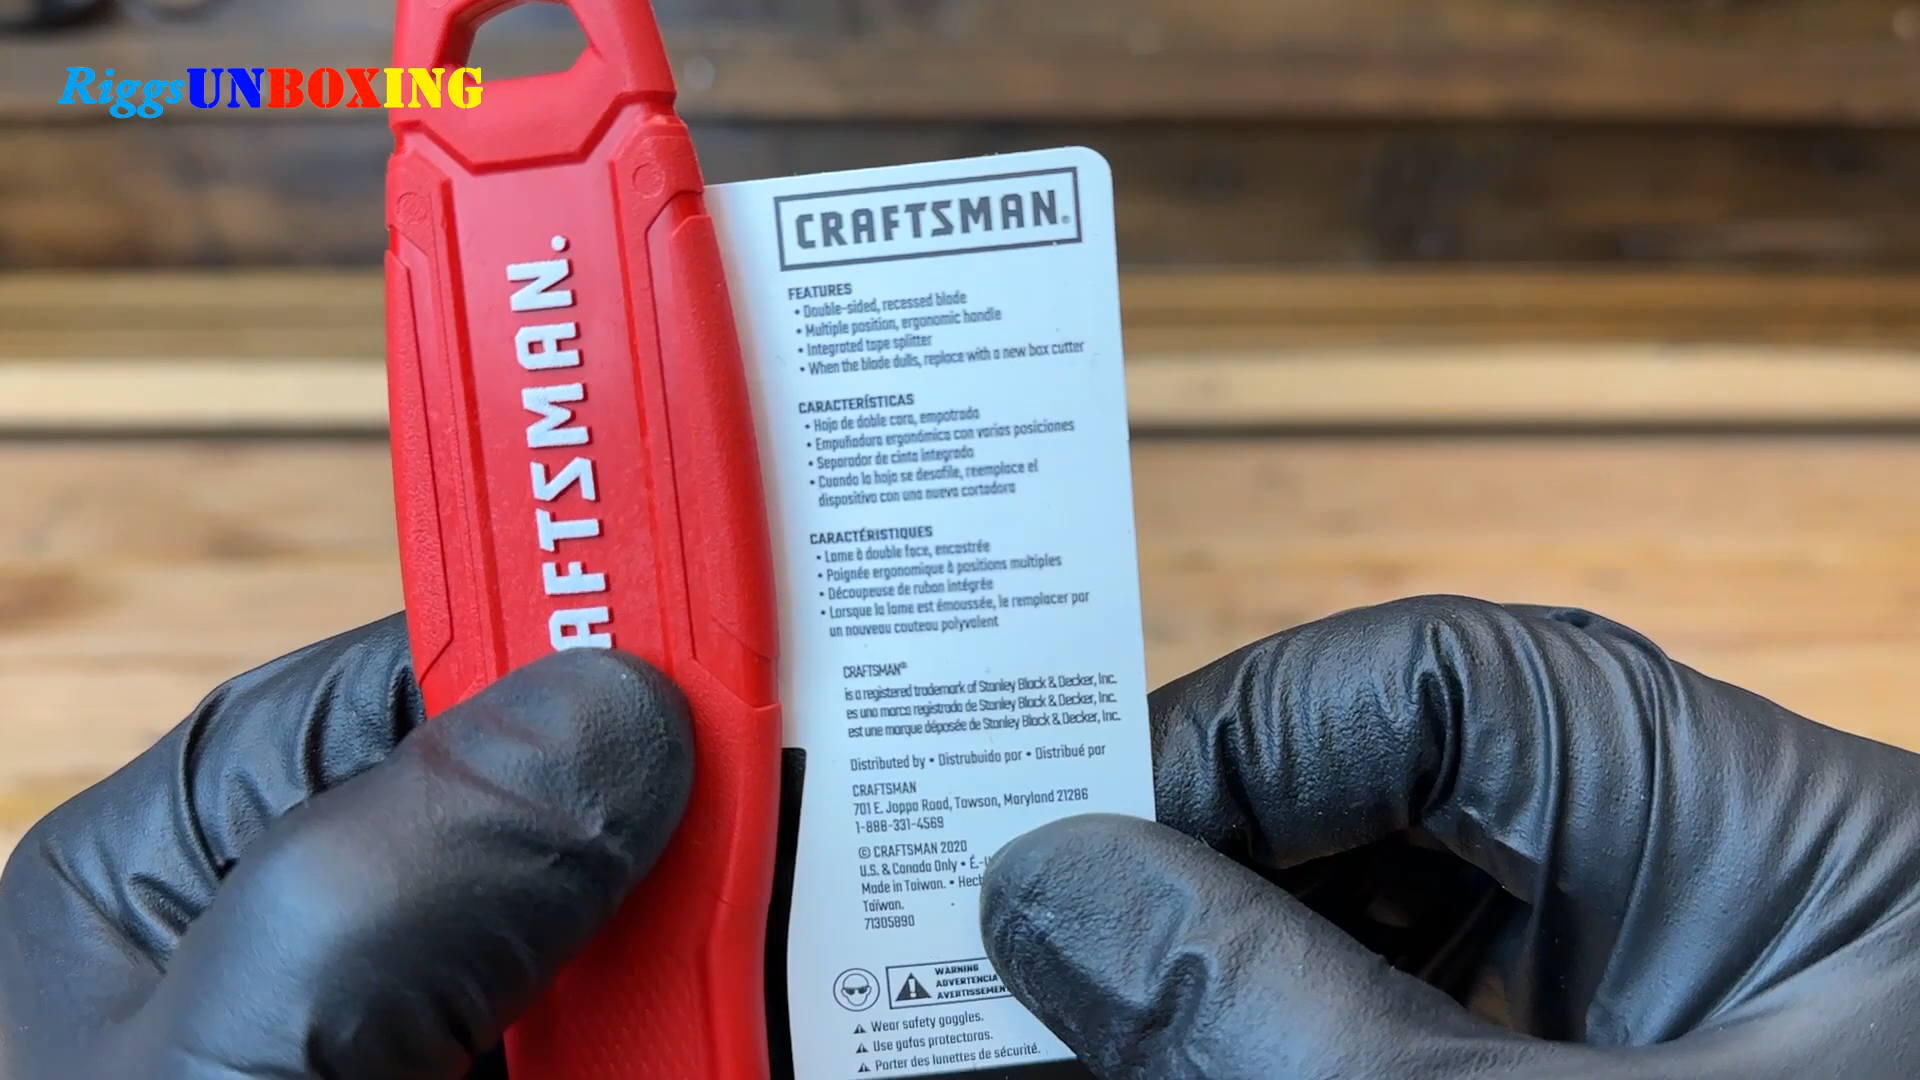 RiggsUNBOXING
AFTSMAN.
CRAFTSMAN®
FEATURES
• Double-sided, recessed blade
• Multiple position, ergonomic handle
• Integrated tape splitter
• When the blade dulls, replace with a new box cutter
CARACTERÍSTICAS
• Hoja de doble cara, empotrada
• Empuñadura ergonómica con varias posiciones
• Separador de cinta integrada
• Cuando la hoja se desafile, reemplace el
dispositivo con una nueva cortadora
CARACTÉRISTIQUES
• Lame à double face, encastrée
• Poignée ergonomique à positions multiples
• Découpeuse de ruban intégrée
• Lorsque la lame est émoussée, le remplacer par
un nouveau couteau polyvalent
CRAFTSMAN®
is a registered trademark of Stanley Black & Decker, Inc.
es una marca registrada de Stanley Black & Decker, Inc.
est une marque déposée de Stanley Black & Decker, Inc.
Distributed by • Distrubuido por • Distribué par
CRAFTSMAN
701 E. Joppa Road, Towson, Maryland 21286
1-888-331-4569
© CRAFTSMAN 2020
U.S. & Canada Only • É.-U
Made in Taiwan. • Hech
Taïwan.
71305890
WARNING
ADVERTENCIA
AVERTISSEMEN
Wear safety goggles.
Use gafas protectoras.
Porter des lunettes de sécurité.